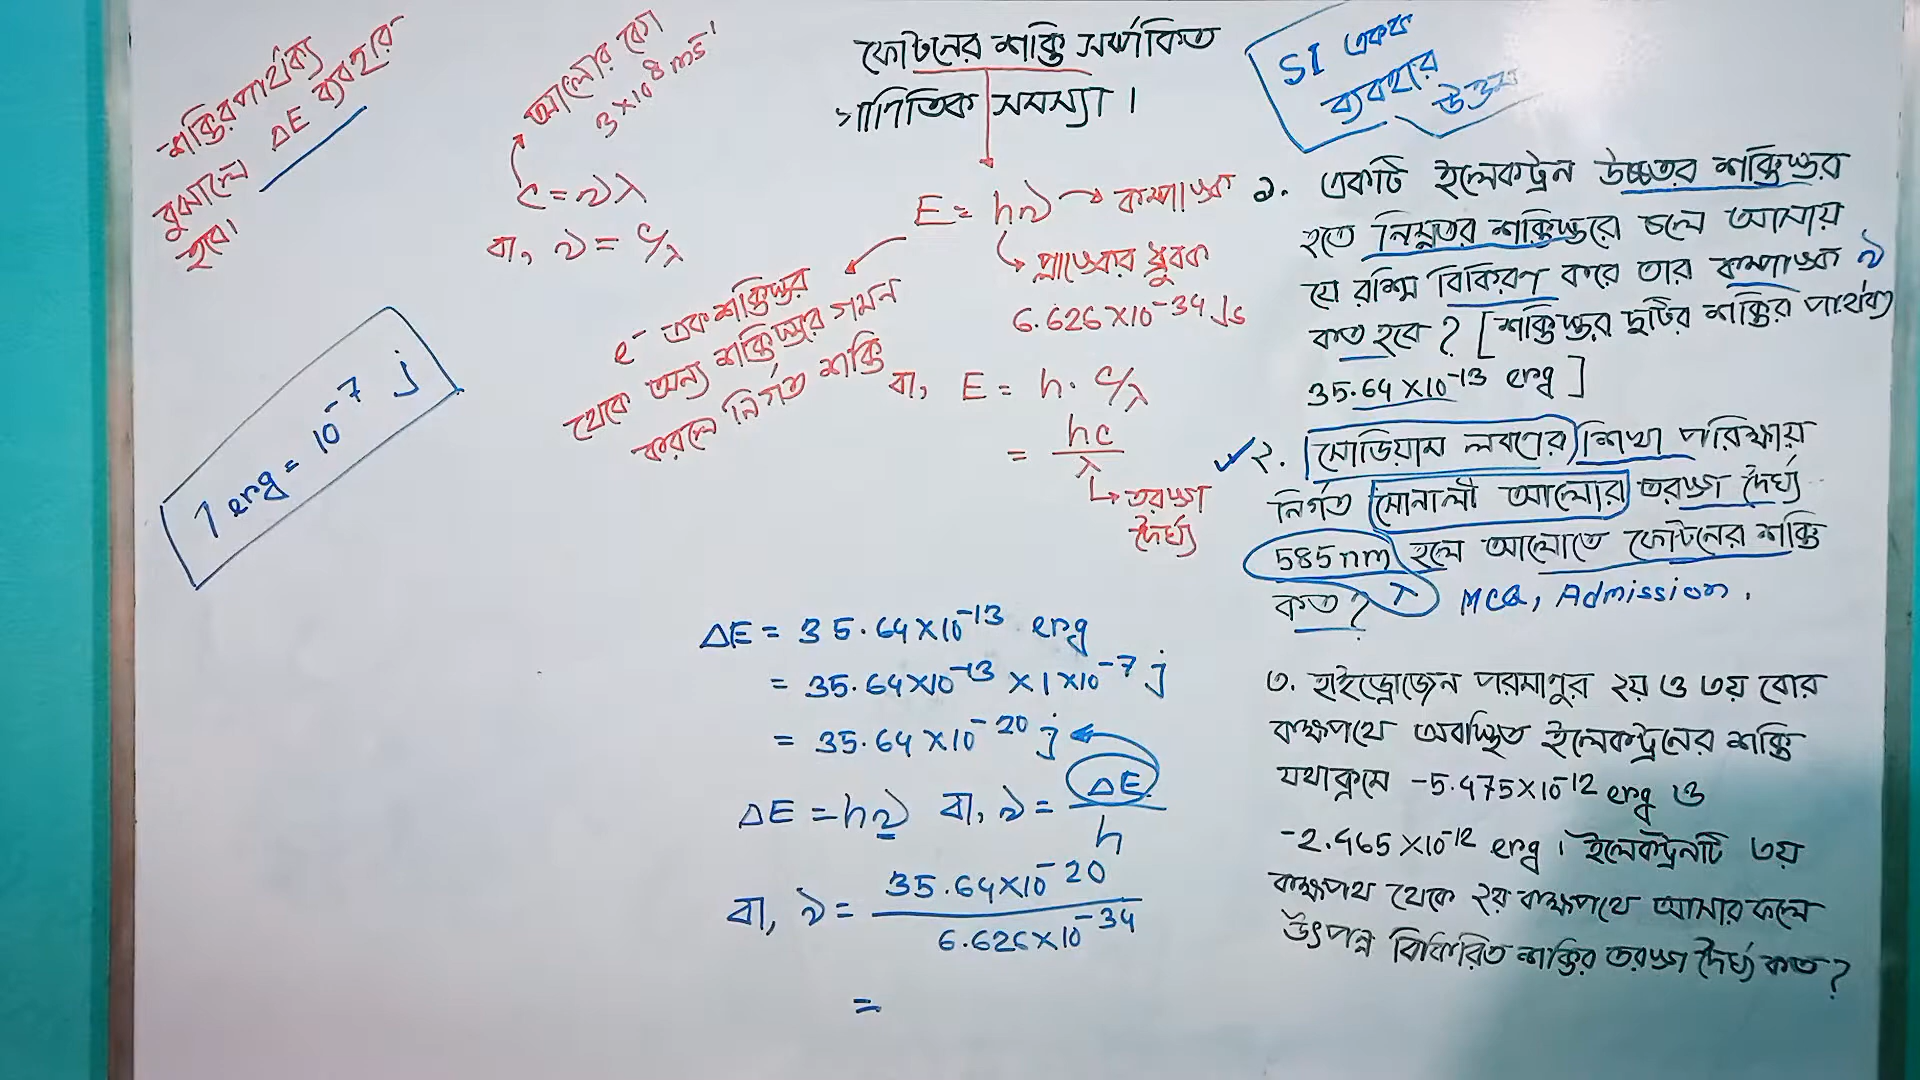 ফোটনের শক্তি সম্পর্কিত
গাণিতিক সমস্যা।
শক্তির পার্থক্য
বুঝালে ΔE ব্যবহার
হবে।
আলোর বেগ
3×10⁸ ms⁻¹
c = νλ
বা, ν = c/λ
1 erg = 10⁻⁷ j
E = hν → কম্পাঙ্ক
প্লাঙ্কের ধ্রুবক
6.626×10⁻³⁴ Js
e⁻ এক শক্তিস্তর
থেকে অন্য শক্তিস্তরে গমন
করলে নির্গত শক্তি
বা, E = h. c/λ
= hc/λ
তরঙ্গ
দৈর্ঘ্য
ΔE = 35.64×10⁻¹³ erg
= 35.64×10⁻¹³ ×1×10⁻⁷ j
= 35.64×10⁻²⁰ j
ΔE = hν বা, ν = ΔE/h
বা, ν = 35.64×10⁻²⁰/6.626×10⁻³⁴
=
SI একক
ব্যবহার
উত্তম
১. একটি ইলেকট্রন উচ্চতর শক্তিস্তর
হতে নিম্নতর শক্তিস্তরে চলে আসায়
যে রশ্মি বিকিরণ করে তার কম্পাঙ্ক ν
কত হবে? [শক্তিস্তর দুটির শক্তির পার্থক্য
35.64×10⁻¹³ erg]
২. সোডিয়াম লবণের শিখা পরিক্ষায়
নির্গত সোনালী আলোর তরঙ্গ দৈর্ঘ্য
585nm হলে আলোতে ফোটনের শক্তি
কত? λ MCQ, Admission.
৩. হাইড্রোজেন পরমাণুর ২য় ও ৩য় বোর
কক্ষপথে অবস্থিত ইলেকট্রনের শক্তি
যথাক্রমে -5.475×10⁻¹² erg ও
-2.465×10⁻¹² erg। ইলেকট্রনটি ৩য়
কক্ষপথ থেকে ২য় কক্ষপথে আসার ফলে
উৎপন্ন বিকিরিত শক্তির তরঙ্গ দৈর্ঘ্য কত?